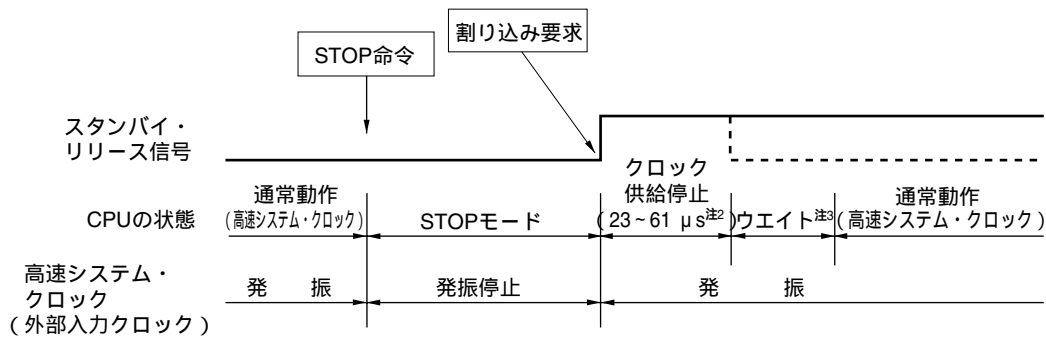 割り込み要求
STOP命令
スタンバイ・
リリース信号
クロック
供給停止
通常動作
通常動作
CPUの状態
(高速システム・クロック)
STOPモード
(23~61 μs注2)
ウエイト注3
(高速システム・クロック)
高速システム・
クロック
(外部入力クロック)
発 振
発振停止
発 振